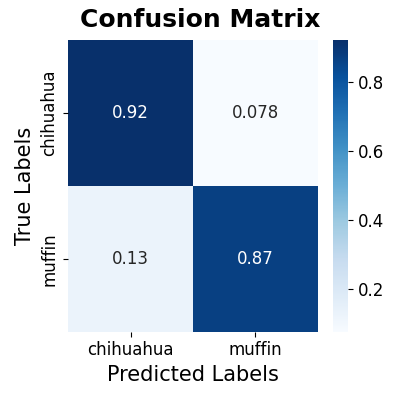 Confusion Matrix
True Labels
chihuahua
0.92
0.078
muffin
0.13
0.87
chihuahua
muffin
Predicted Labels
0.8
0.6
0.4
0.2